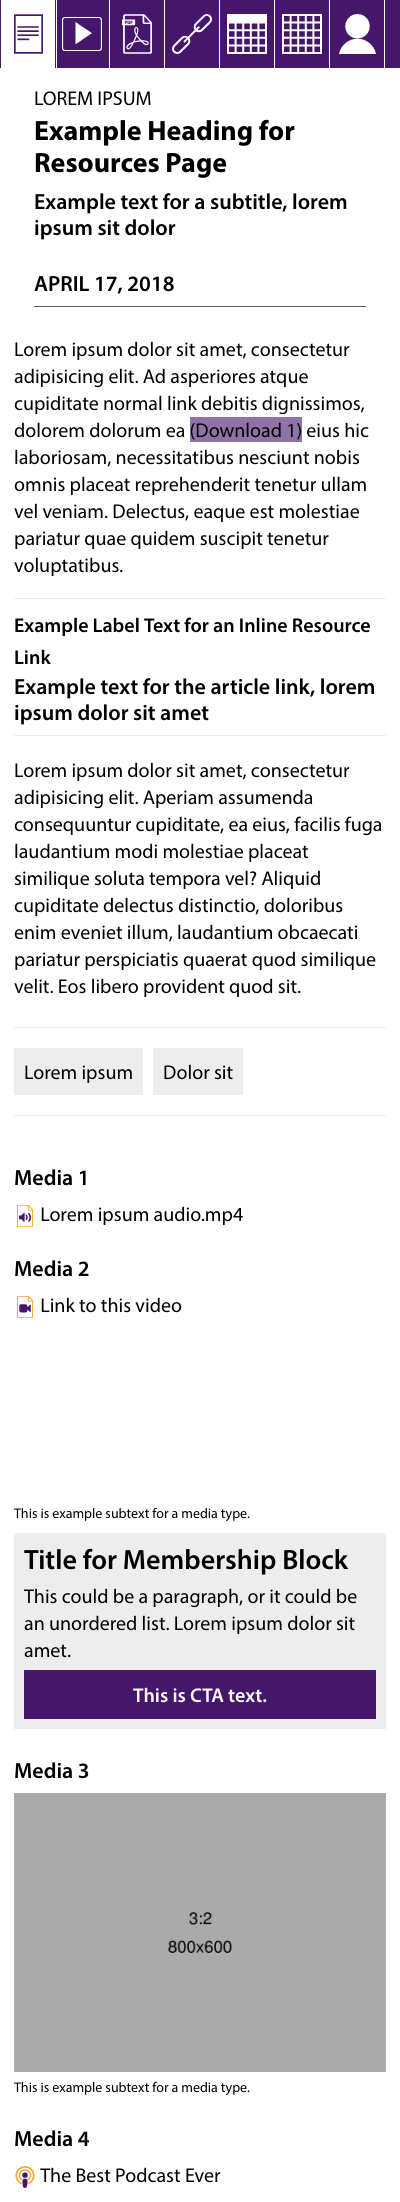 PDF
LOREM IPSUM
Example Heading for
Resources Page
Example text for a subtitle, lorem
ipsum sit dolor
APRIL 17, 2018
Lorem ipsum dolor sit amet, consectetur
adipisicing elit. Ad asperiores atque
cupiditate normal link debitis dignissimos,
dolorem dolorum ea (Download 1) eius hic
laboriosam, necessitatibus nesciunt nobis
omnis placeat reprehenderit tenetur ullam
vel veniam. Delectus, eaque est molestiae
pariatur quae quidem suscipit tenetur
voluptatibus.
Example Label Text for an Inline Resource
Link
Example text for the article link, lorem
ipsum dolor sit amet
Lorem ipsum dolor sit amet, consectetur
adipisicing elit. Aperiam assumenda
consequuntur cupiditate, ea eius, facilis fuga
laudantium modi molestiae placeat
similique soluta tempora vel? Aliquid
cupiditate delectus distinctio, doloribus
enim eveniet illum, laudantium obcaecati
pariatur perspiciatis quaerat quod similique
velit. Eos libero provident quod sit.
Lorem ipsum Dolor sit
Media 1
Lorem ipsum audio.mp4
Media 2
Link to this video
This is example subtext for a media type.
Title for Membership Block
This could be a paragraph, or it could be
an unordered list. Lorem ipsum dolor sit
amet.
This is CTA text.
Media 3
3:2
800x600
This is example subtext for a media type.
Media 4
The Best Podcast Ever